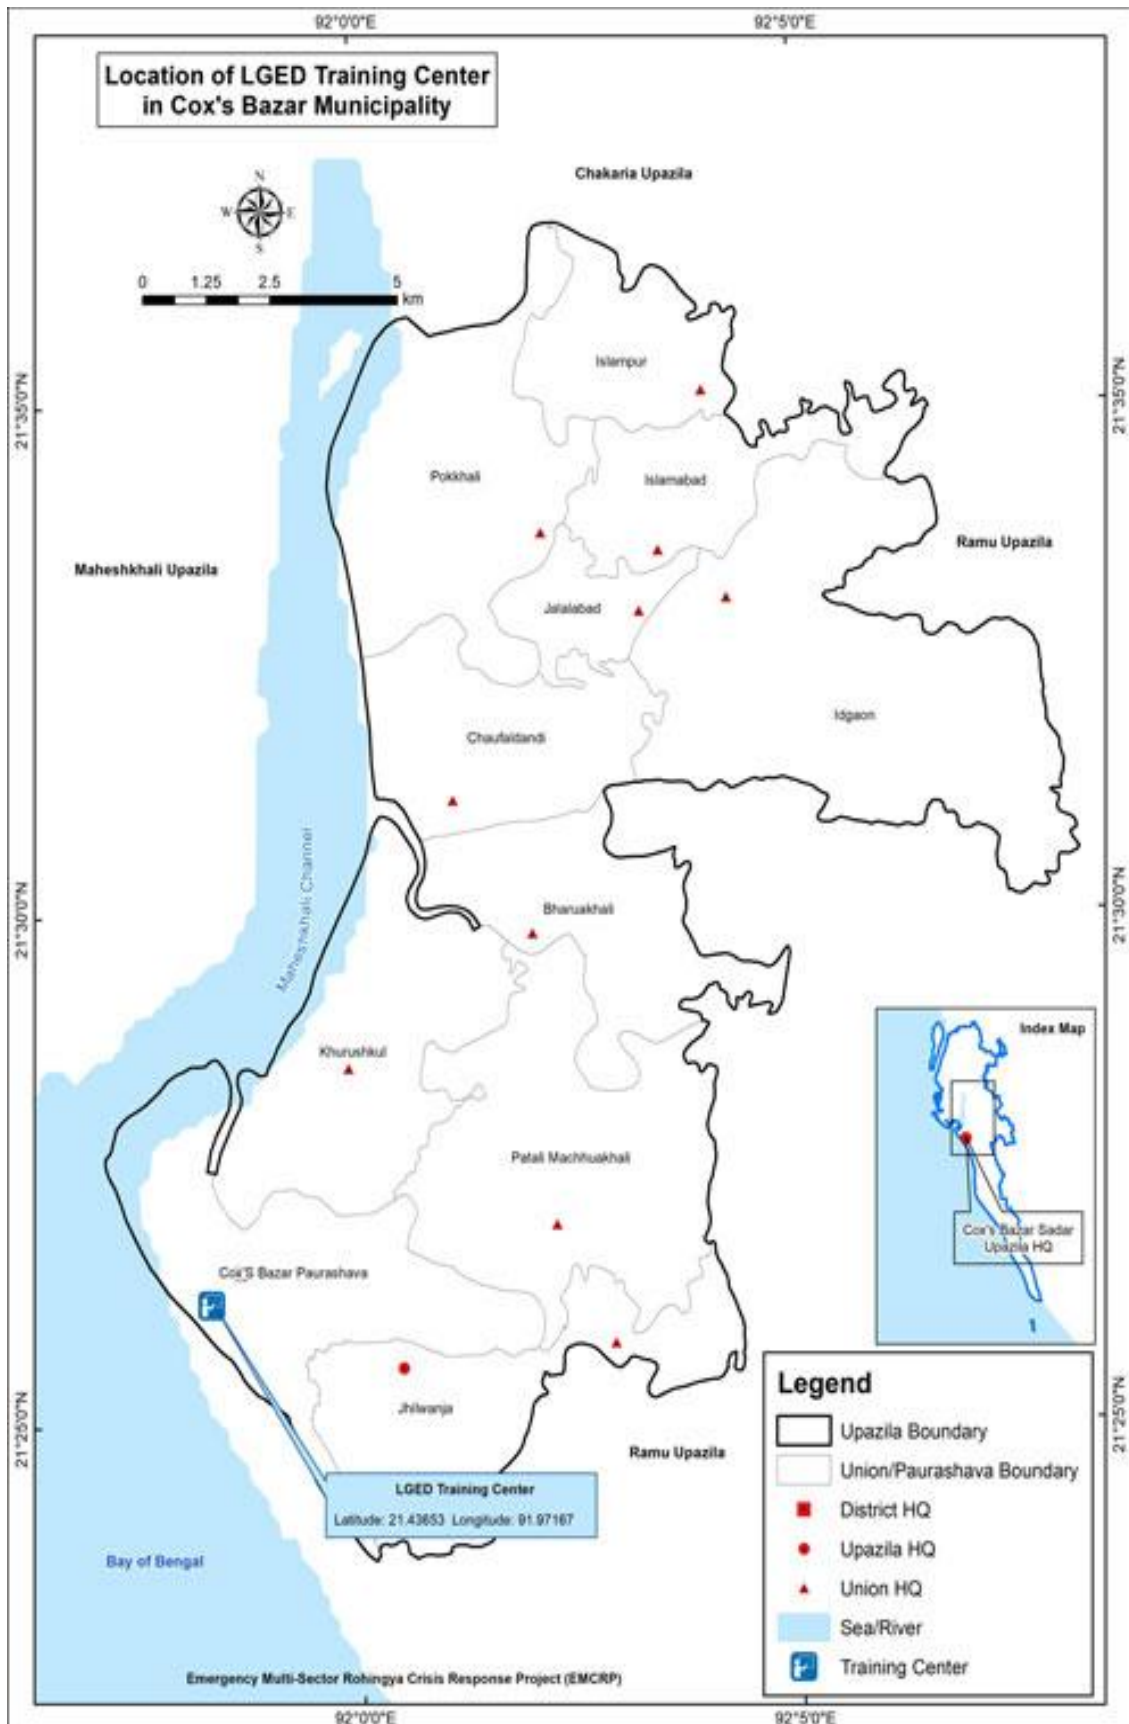 92°0'0"E
92°5'0"E
Location of LGED Training Center
in Cox's Bazar Municipality
Chakaria Upazila
N
W
E
S
0
1.25
2.5
5
km
Islampur
21°35'0"N
21°35'0"N
Pokkhali
Islamabad
Ramu Upazila
Maheshkhali Upazila
Jalalabad
Idgaon
Chaufaldandi
Maheshkhali Channel
Bharuakhali
21°30'0"N
21°30'0"N
Khurushkul
Index Map
Patali Machhuakhali
Cox's Bazar Sadar
Upazila HQ
Cox'S Bazar Paurashava
Jhilwanja
21°25'0"N
21°25'0"N
Ramu Upazila
LGED Training Center
Latitude: 21.43653 Longitude: 91.97167
Bay of Bengal
Legend
Upazila Boundary
Union/Paurashava Boundary
District HQ
Upazila HQ
Union HQ
Sea/River
Training Center
Emergency Multi-Sector Rohingya Crisis Response Project (EMCRP)
92°0'0"E
92°5'0"E